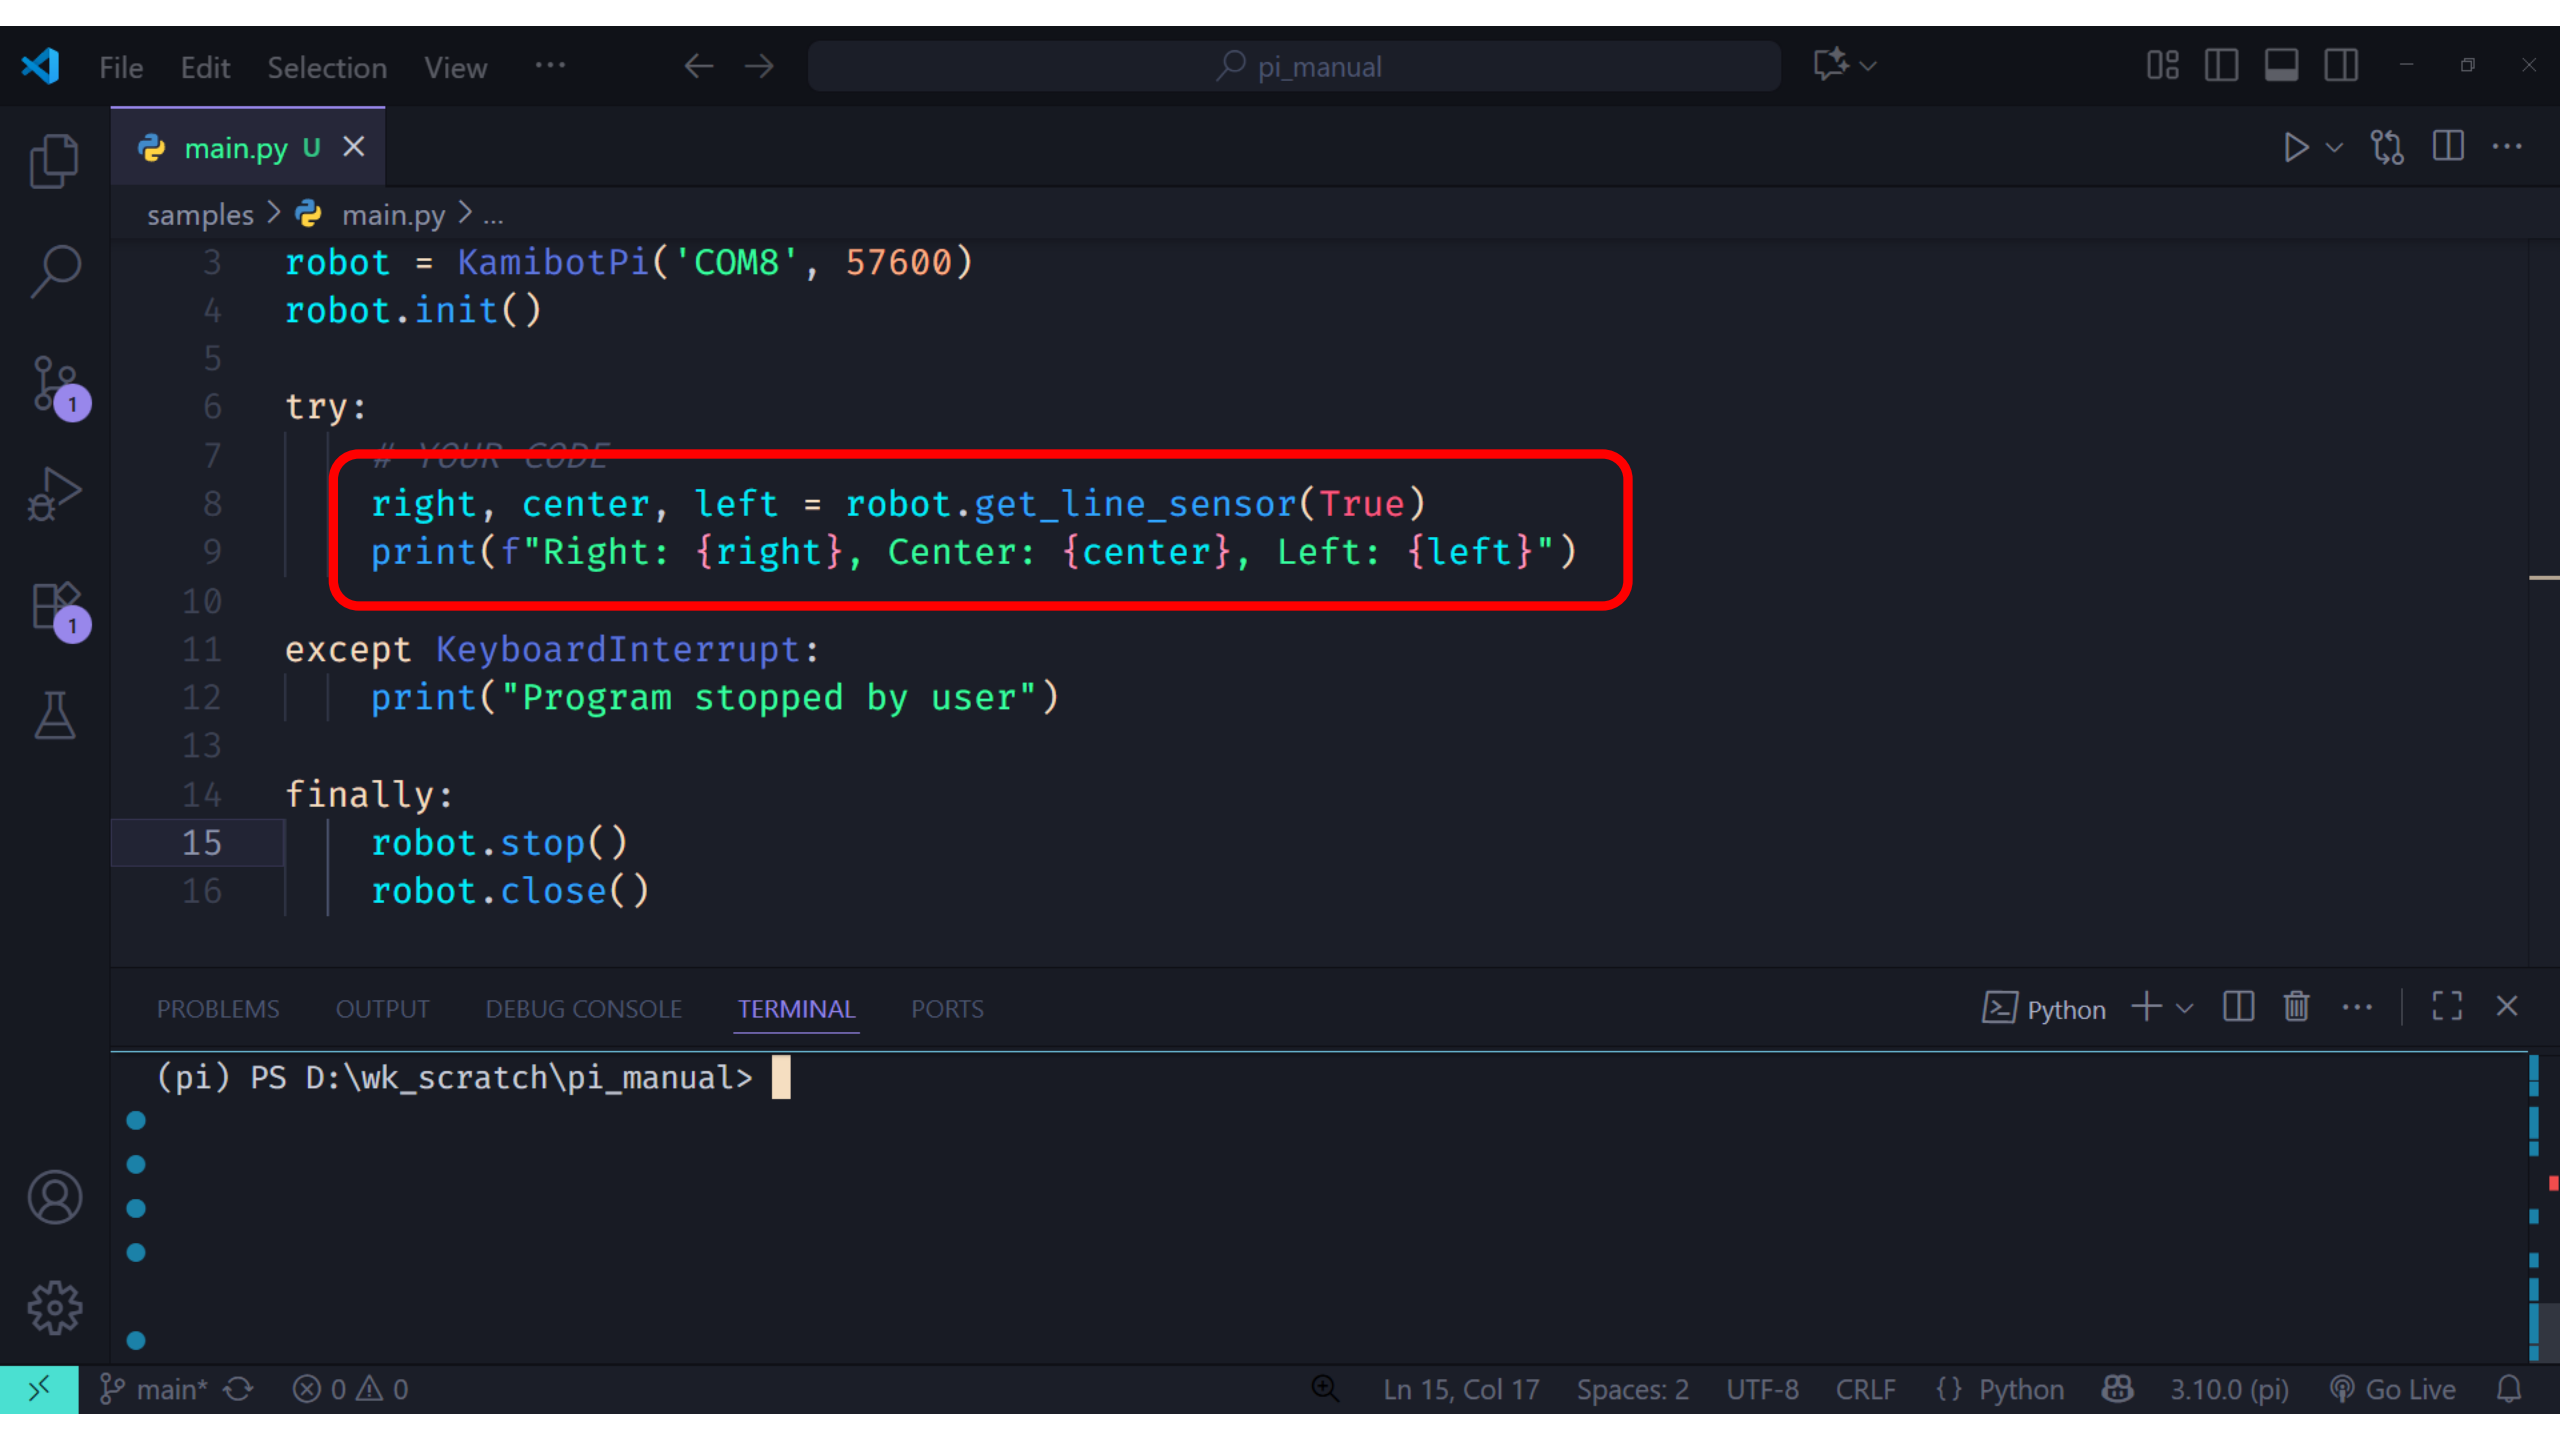 File Edit Selection View ··· pi_manual
main.py U
samples > main.py > ...
3 robot = KamibotPi('COM8', 57600)
4 robot.init()
5
6 try:
7 # YOUR CODE
8 right, center, left = robot.get_line_sensor(True)
9 print(f"Right: {right}, Center: {center}, Left: {left}")
10
11 except KeyboardInterrupt:
12 print("Program stopped by user")
13
14 finally:
15 robot.stop()
16 robot.close()
1
1
PROBLEMS OUTPUT DEBUG CONSOLE TERMINAL PORTS Python
(pi) PS D:\wk_scratch\pi_manual>
main* 0 0 Ln 15, Col 17 Spaces: 2 UTF-8 CRLF {} Python 3.10.0 (pi) Go Live